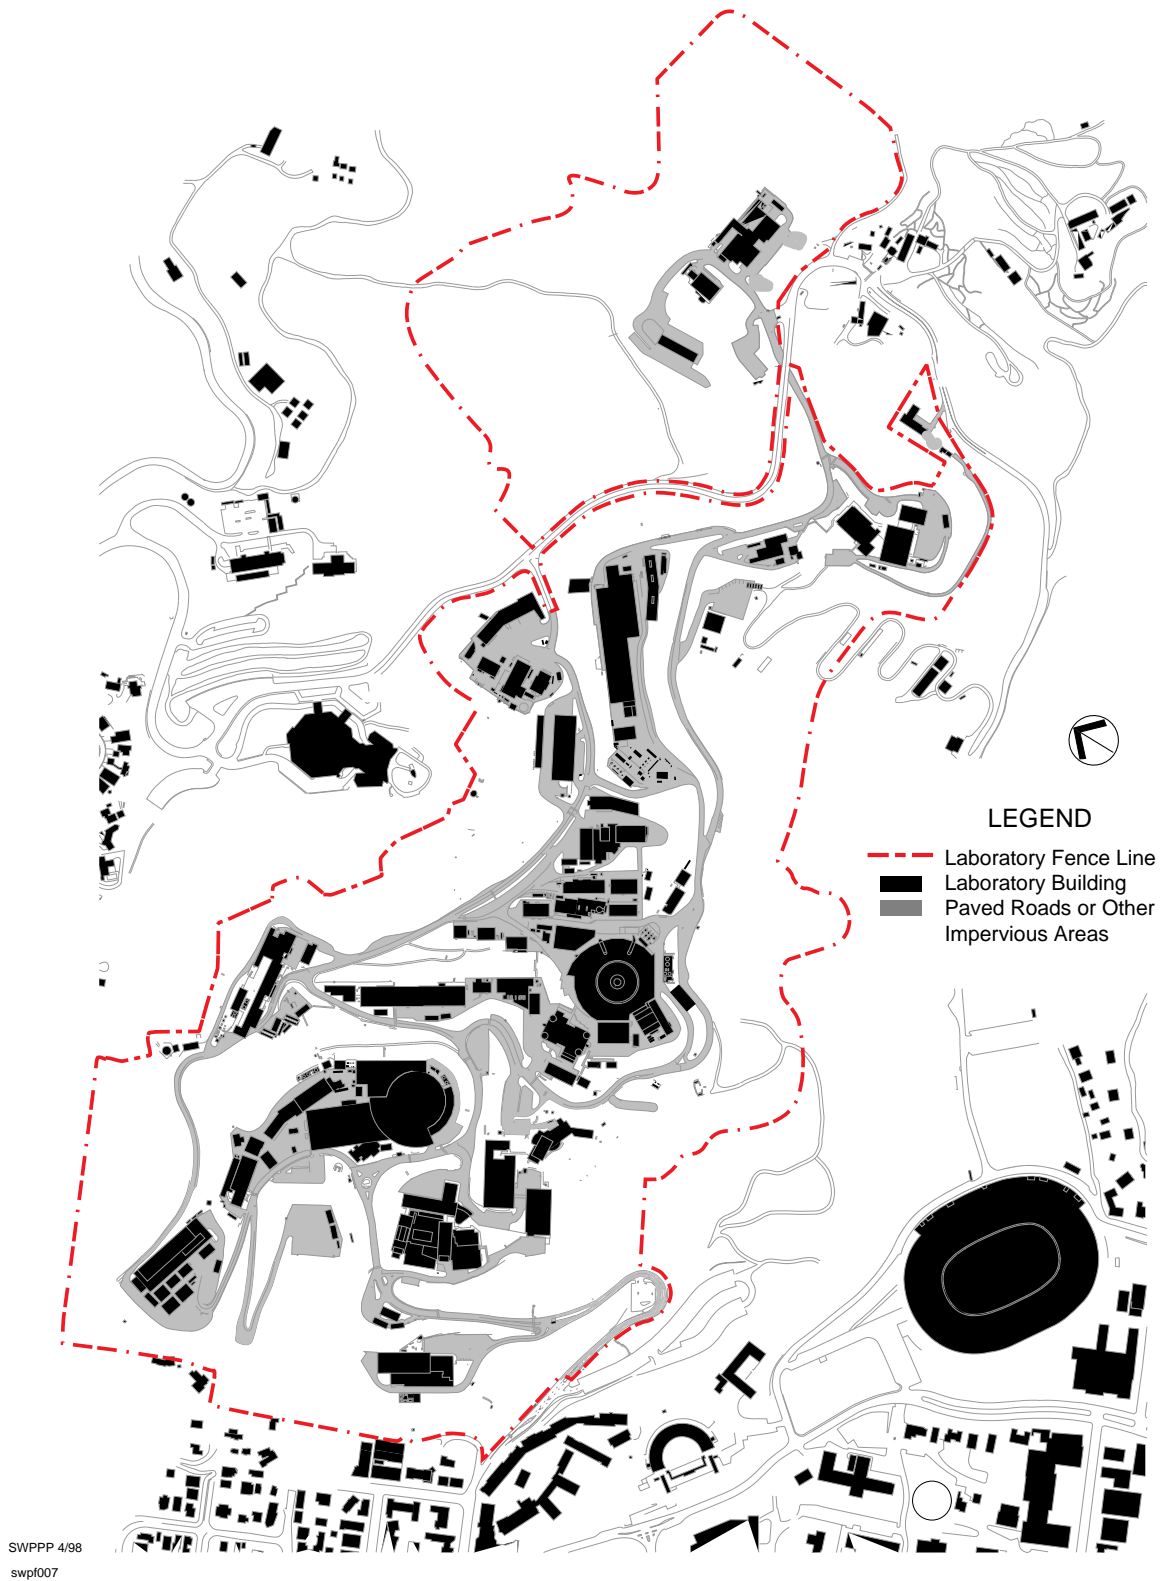 LEGEND
Laboratory Fence Line
Laboratory Building
Paved Roads or Other
Impervious Areas
SWPPP 4/98
swpf007